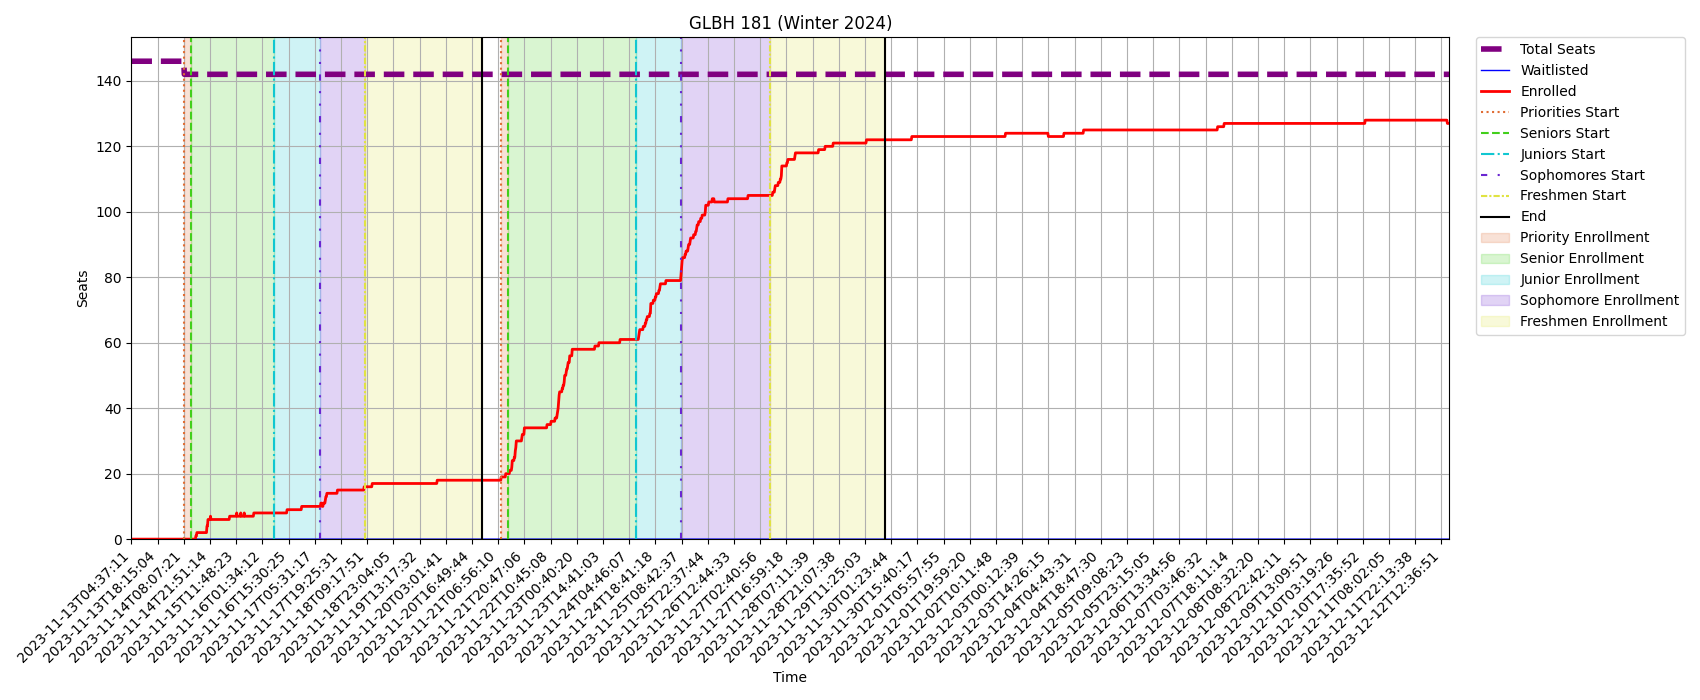 GLBH 181 (Winter 2024)
Seats
140
120
100
80
60
40
20
0
2023-11-13T04:37:11
2023-11-13T18:15:04
2023-11-14T08:07:21
2023-11-14T21:51:14
2023-11-15T11:48:23
2023-11-16T01:34:12
2023-11-16T15:30:25
2023-11-17T05:31:17
2023-11-17T19:25:31
2023-11-18T09:17:51
2023-11-18T23:04:05
2023-11-19T13:17:32
2023-11-20T03:01:41
2023-11-20T16:49:44
2023-11-21T06:56:10
2023-11-21T20:47:06
2023-11-22T10:45:08
2023-11-23T00:40:20
2023-11-23T14:41:03
2023-11-24T04:46:07
2023-11-24T18:41:18
2023-11-25T08:42:37
2023-11-25T22:37:44
2023-11-26T12:44:33
2023-11-27T02:40:56
2023-11-27T16:59:18
2023-11-28T07:11:39
2023-11-28T21:07:38
2023-11-29T11:25:03
2023-11-30T01:23:44
2023-11-30T15:40:17
2023-12-01T05:57:55
2023-12-01T19:59:20
2023-12-02T10:11:48
2023-12-03T00:12:39
2023-12-03T14:26:15
2023-12-04T04:43:31
2023-12-04T18:47:30
2023-12-05T09:08:23
2023-12-05T23:15:05
2023-12-06T13:34:56
2023-12-07T03:46:32
2023-12-07T18:11:14
2023-12-08T08:32:20
2023-12-08T22:42:11
2023-12-09T13:09:51
2023-12-10T03:19:26
2023-12-10T17:35:52
2023-12-11T08:02:05
2023-12-11T22:13:38
2023-12-12T12:36:51
Time
Total Seats
Waitlisted
Enrolled
Priorities Start
Seniors Start
Juniors Start
Sophomores Start
Freshmen Start
End
Priority Enrollment
Senior Enrollment
Junior Enrollment
Sophomore Enrollment
Freshmen Enrollment